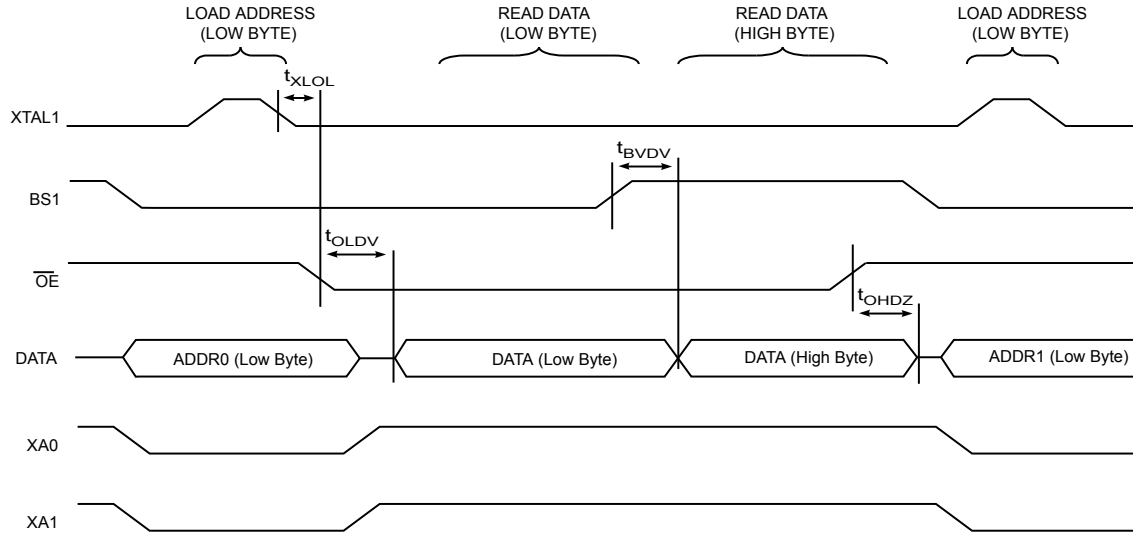 LOAD ADDRESS
(LOW BYTE)
READ DATA
(LOW BYTE)
READ DATA
(HIGH BYTE)
LOAD ADDRESS
(LOW BYTE)
tXLOL
XTAL1
tBVDV
BS1
tOLDV
OE
tOHDZ
DATA
ADDR0 (Low Byte)
DATA (Low Byte)
DATA (High Byte)
ADDR1 (Low Byte)
XA0
XA1